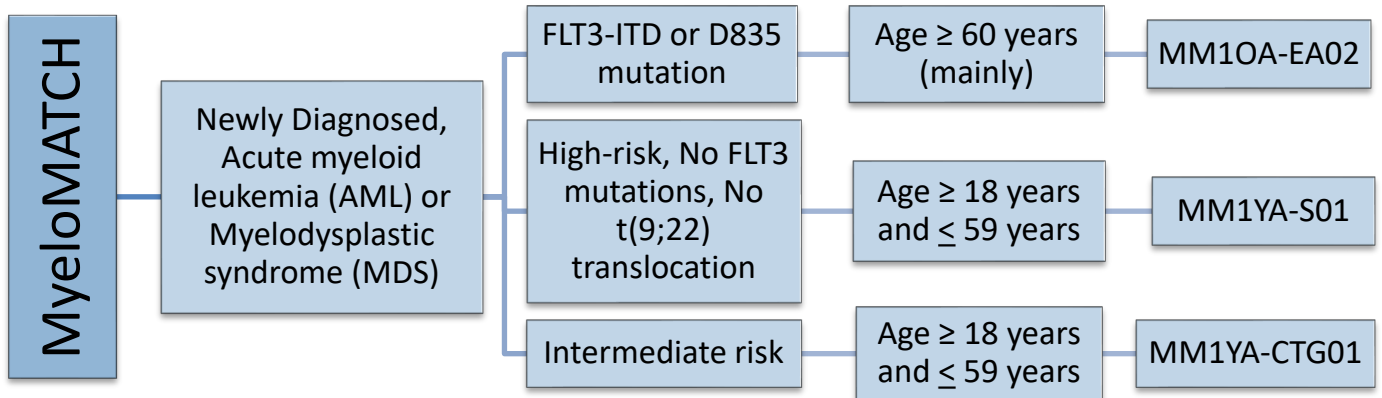 MyeloMATCH
Newly Diagnosed,
Acute myeloid
leukemia (AML) or
Myelodysplastic
syndrome (MDS)
FLT3-ITD or D835
mutation
Age ≥ 60 years
(mainly)
MM1OA-EA02
High-risk, No FLT3
mutations, No
t(9;22)
translocation
Age ≥ 18 years
and < 59 years
MM1YA-S01
Intermediate risk
Age ≥ 18 years
and < 59 years
MM1YA-CTG01